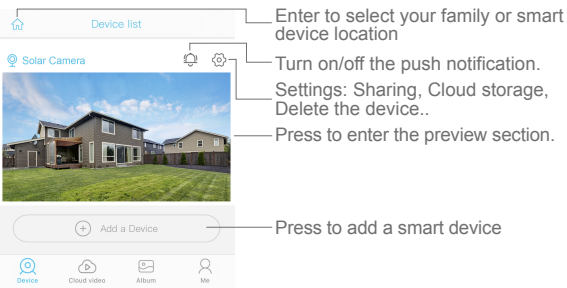 Device list
Enter to select your family or smart
device location
Solar Camera
Turn on/off the push notification.
Settings: Sharing, Cloud storage,
Delete the device..
Press to enter the preview section.
Add a Device
Press to add a smart device
Device
Cloud video
Album
Me